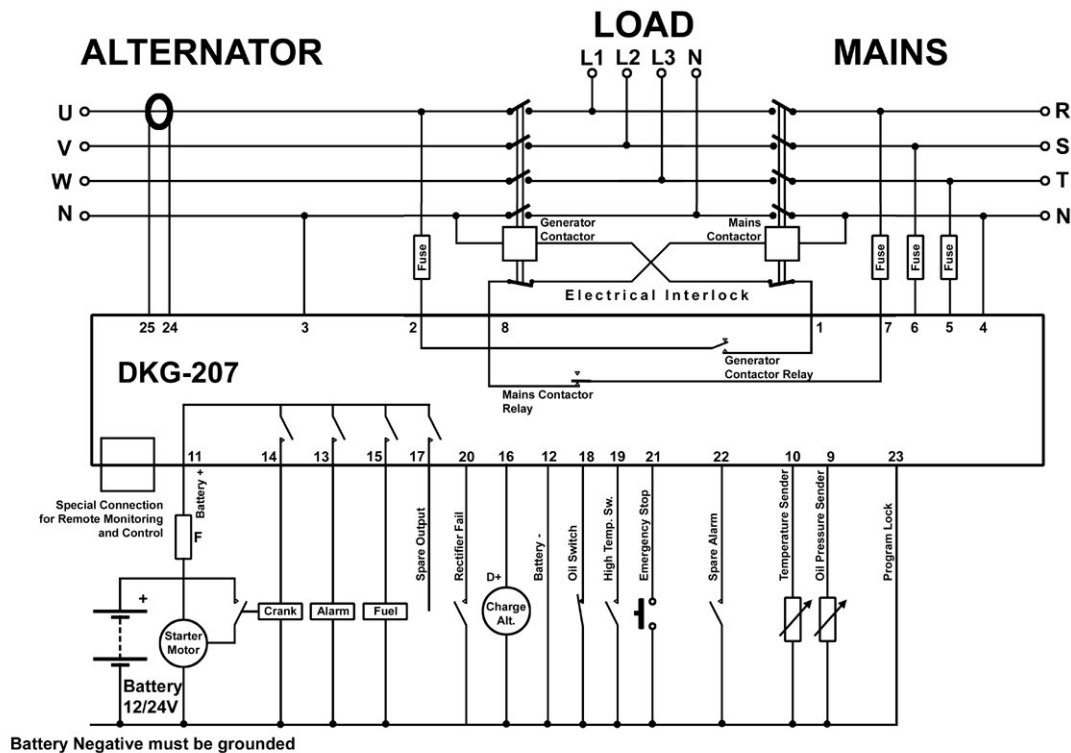 ALTERNATOR
LOAD
MAINS
L1 L2 L3 N
U
R
V
S
W
T
N
N
Generator
Contactor
Mains
Contactor
Fuse
Fuse
Fuse
Fuse
Electrical Interlock
25 24 3 2 8 1 7 6 5 4
DKG-207
Generator
Contactor Relay
Mains Contactor
Relay
11 14 13 15 17 20 16 12 18 19 21 22 10 9 23
Special Connection
for Remote Monitoring
and Control
Battery +
F
Spare Output
Rectifier Fail
Battery -
Oil Switch
High Temp. Sw.
Emergency Stop
Spare Alarm
Temperature Sender
Oil Pressure Sender
Program Lock
D+
Charge
Alt.
+
Crank
Alarm
Fuel
Starter
Motor
Battery
12/24V
Battery Negative must be grounded